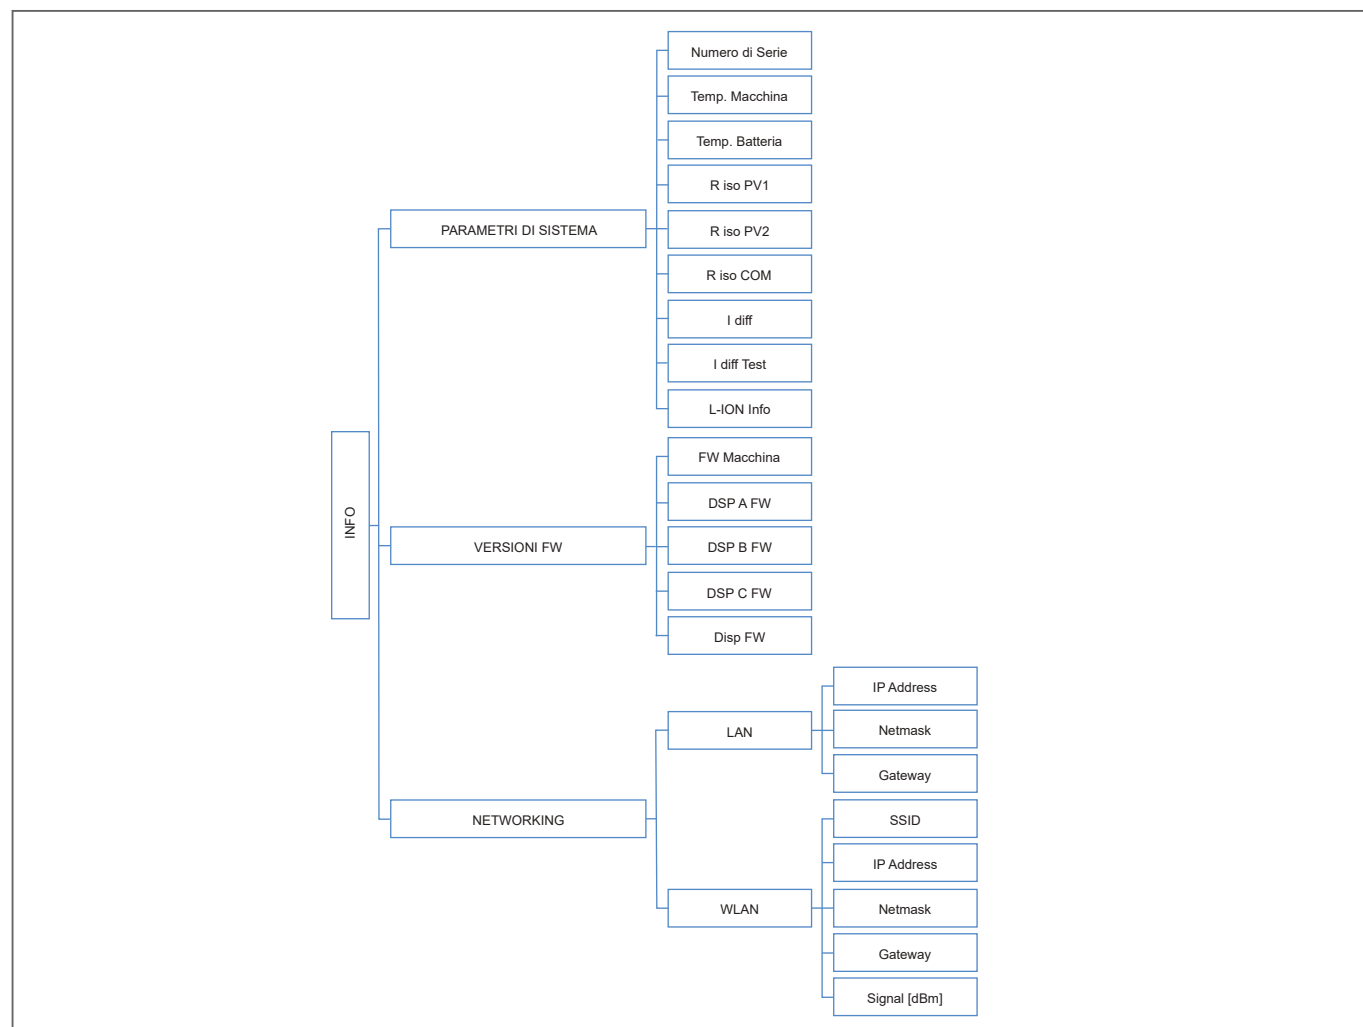 INFO
PARAMETRI DI SISTEMA
Numero di Serie
Temp. Macchina
Temp. Batteria
R iso PV1
R iso PV2
R iso COM
I diff
I diff Test
L-ION Info
VERSIONI FW
FW Macchina
DSP A FW
DSP B FW
DSP C FW
Disp FW
NETWORKING
LAN
IP Address
Netmask
Gateway
WLAN
SSID
IP Address
Netmask
Gateway
Signal [dBm]